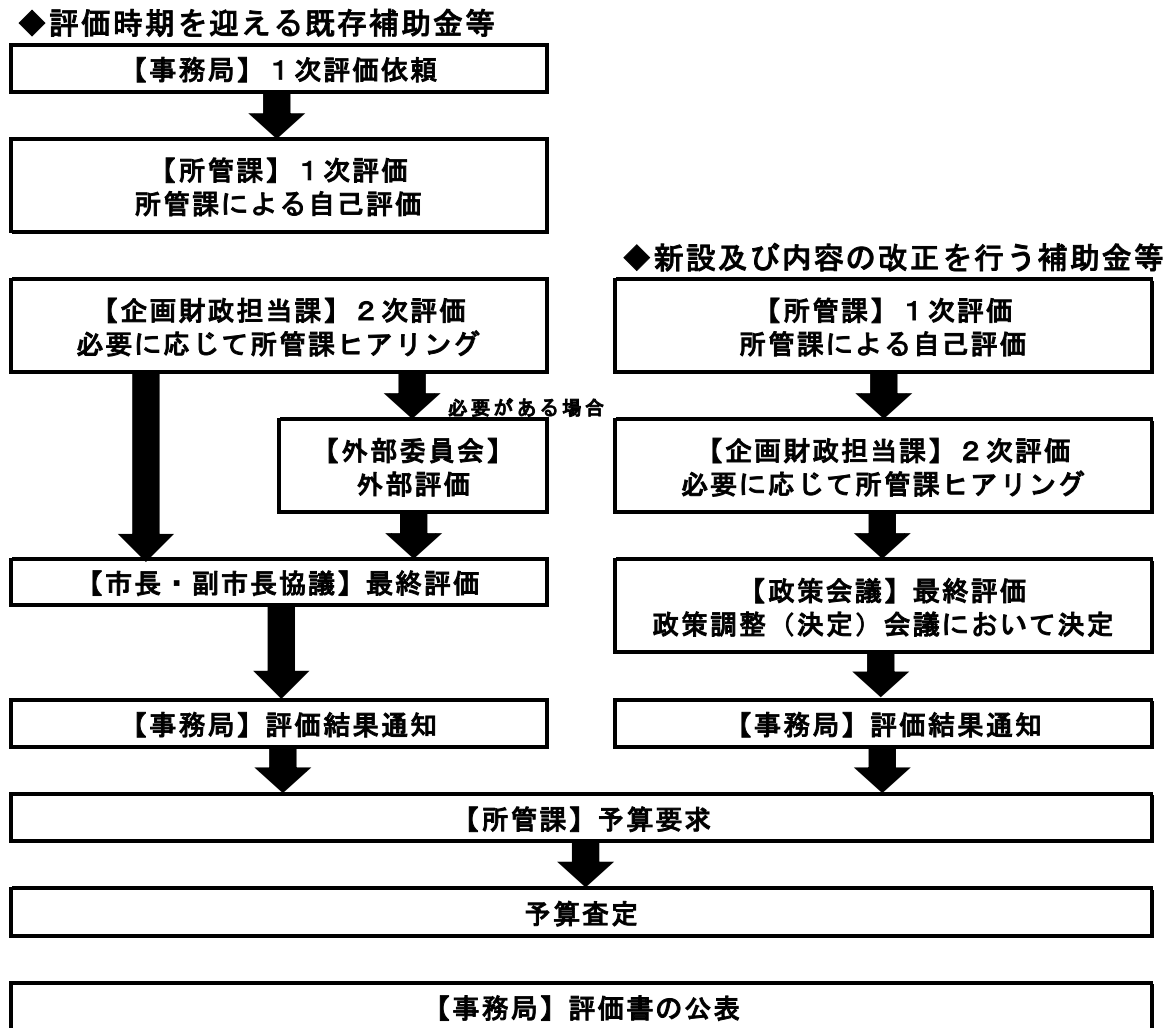 ◆評価時期を迎える既存補助金等
【事務局】１次評価依頼
【所管課】１次評価
所管課による自己評価
【企画財政担当課】２次評価
必要に応じて所管課ヒアリング
必要がある場合
【外部委員会】
外部評価
【市長・副市長協議】最終評価
【事務局】評価結果通知
◆新設及び内容の改正を行う補助金等
【所管課】１次評価
所管課による自己評価
【企画財政担当課】２次評価
必要に応じて所管課ヒアリング
【政策会議】最終評価
政策調整（決定）会議において決定
【事務局】評価結果通知
【所管課】予算要求
予算査定
【事務局】評価書の公表